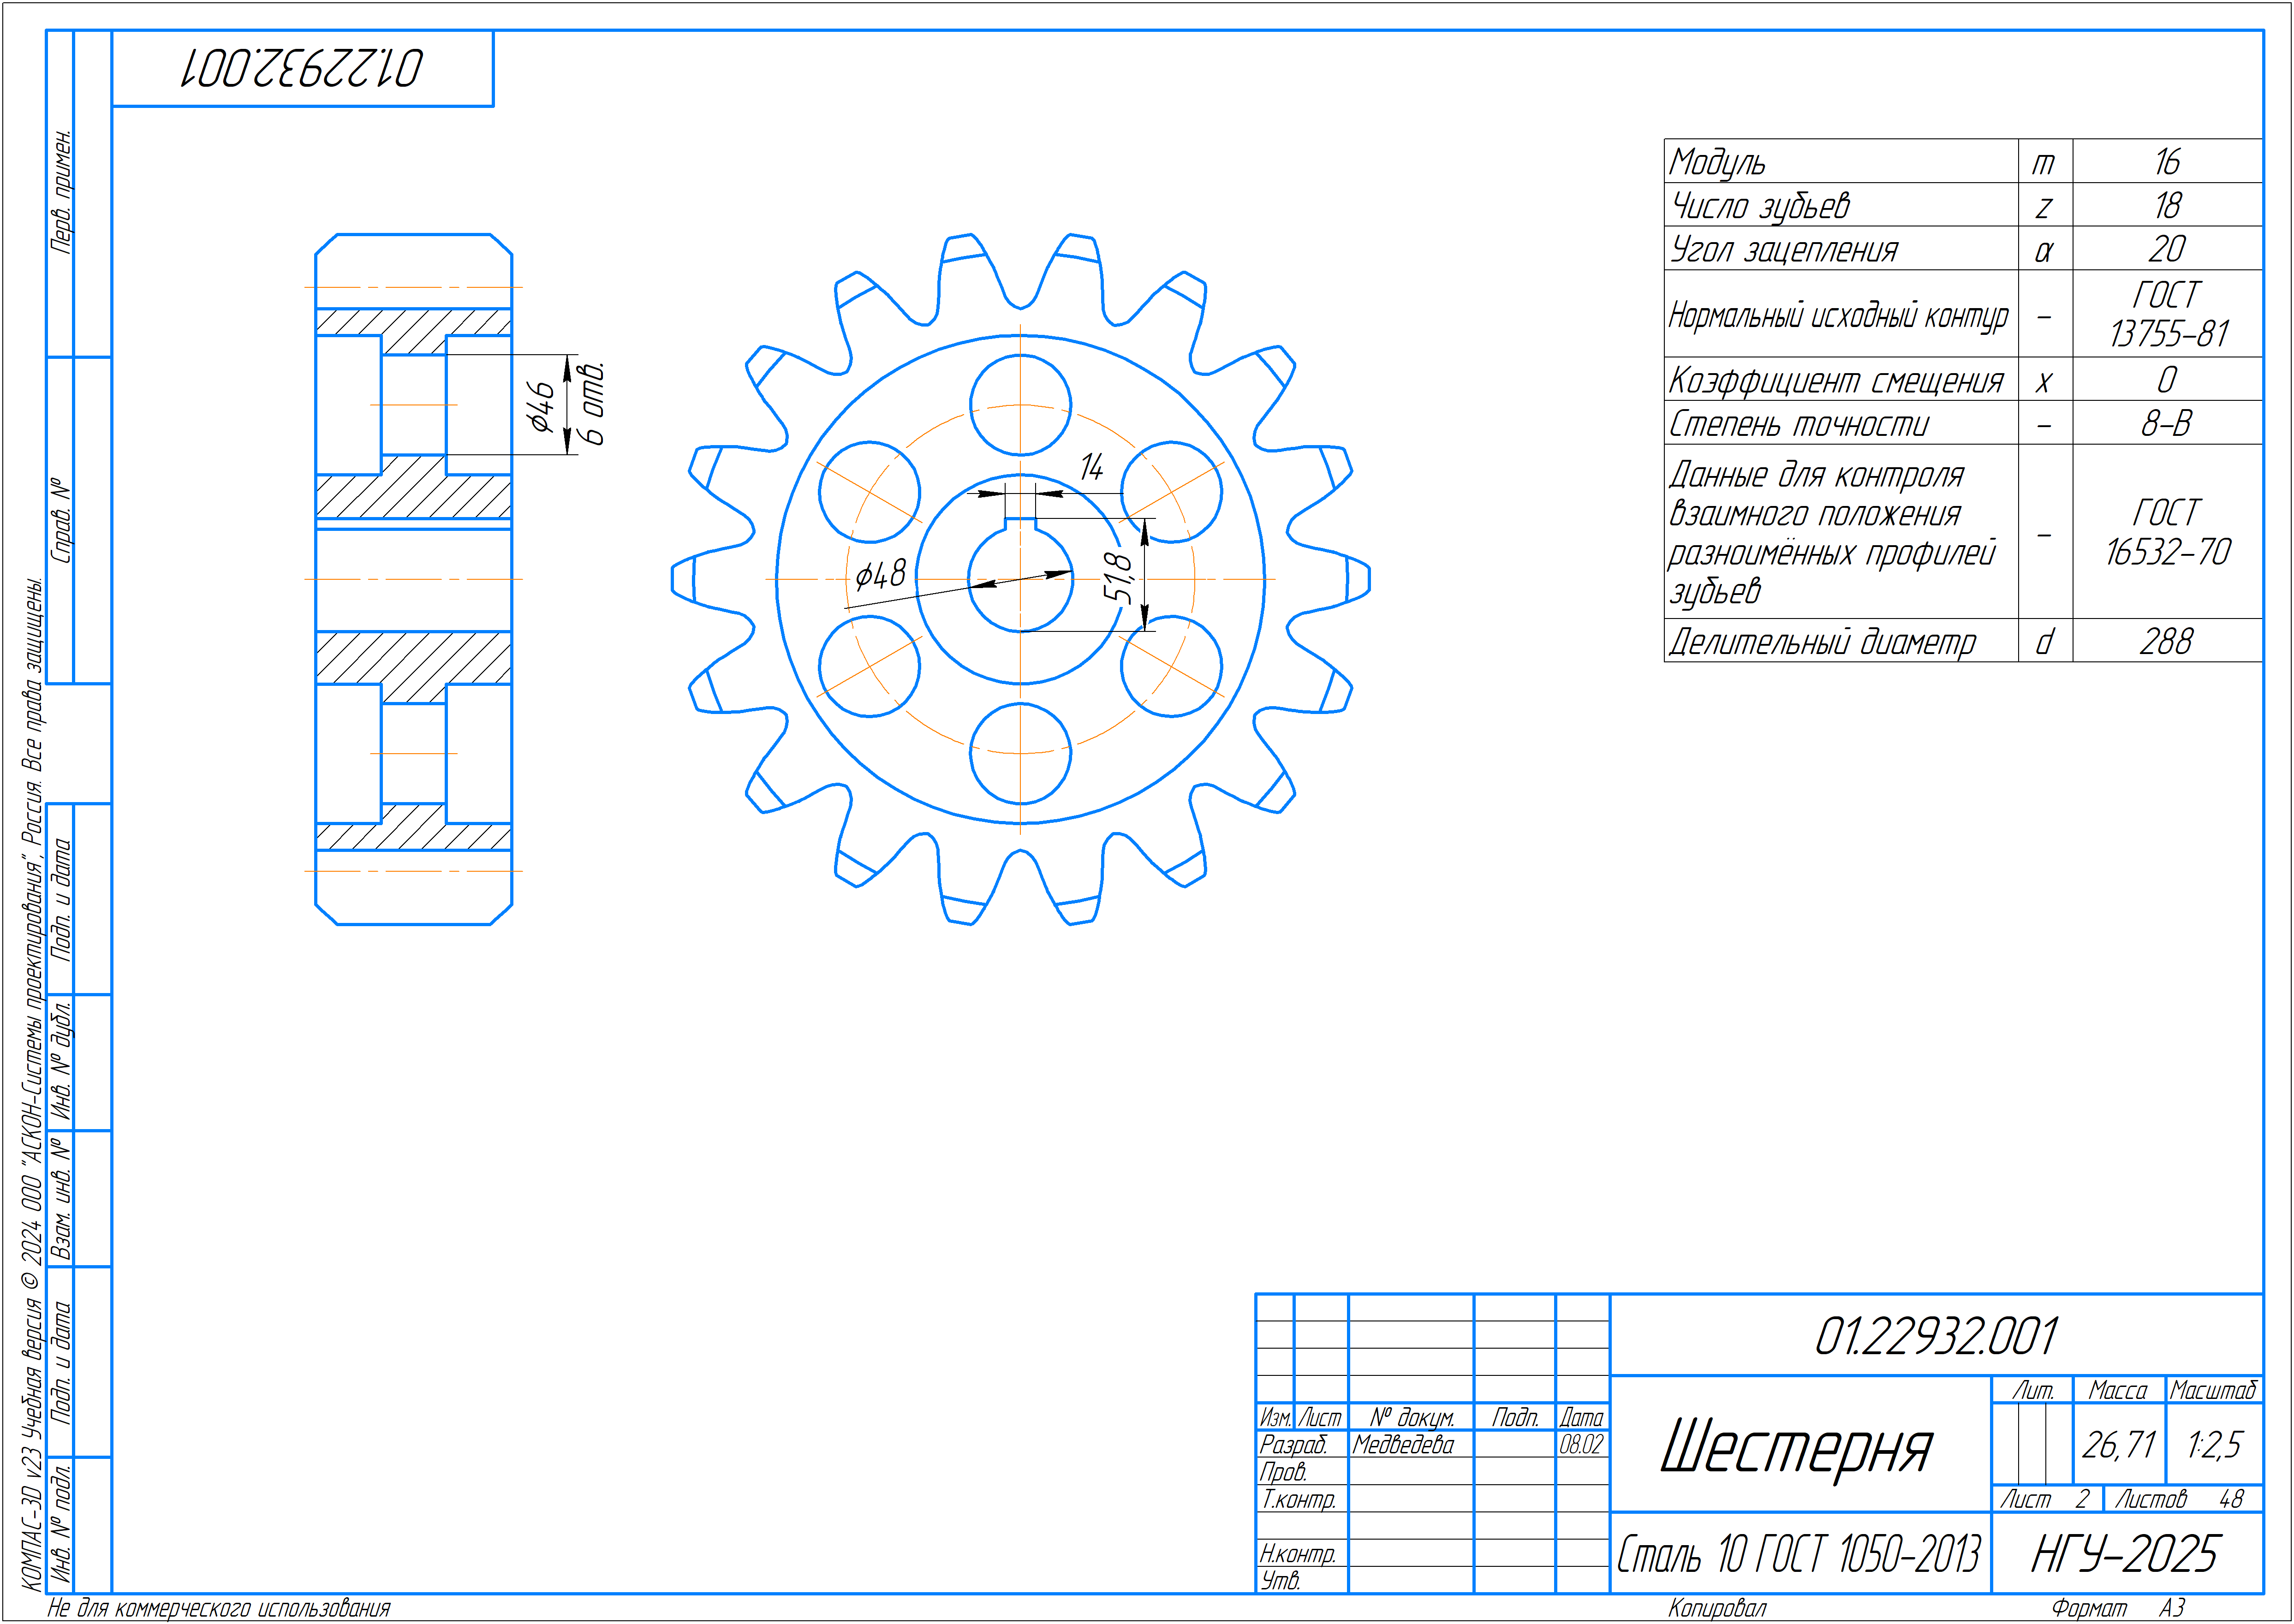 01.22932.001
Перв. примен.
Справ. №
Подп. и дата
Инв. № дубл.
Взам. инв. №
Подп. и дата
Инв. № подл.
КОМПАС-3D v23 Учебная версия © 2024 ООО "АСКОН-Системы проектирования", Россия. Все права защищены.
ϕ46
6 отв.
14
ϕ48
51,8
Модуль m 16
Число зубьев z 18
Угол зацепления α 20
Нормальный исходный контур – ГОСТ
13755-81
Коэффициент смещения x 0
Степень точности – 8-В
Данные для контроля
взаимного положения
разноимённых профилей
зубьев
–
ГОСТ
16532-70
Делительный диаметр d 288
01.22932.001
Изм. Лист № докум. Подп. Дата
Разраб. Медведева 08.02
Пров.
Т.контр.
Н.контр.
Утв.
Шестерня
Лит. Масса Масштаб
26,71 1:2,5
Лист 2 Листов 48
Сталь 10 ГОСТ 1050-2013
НГУ-2025
Не для коммерческого использования
Копировал
Формат А3